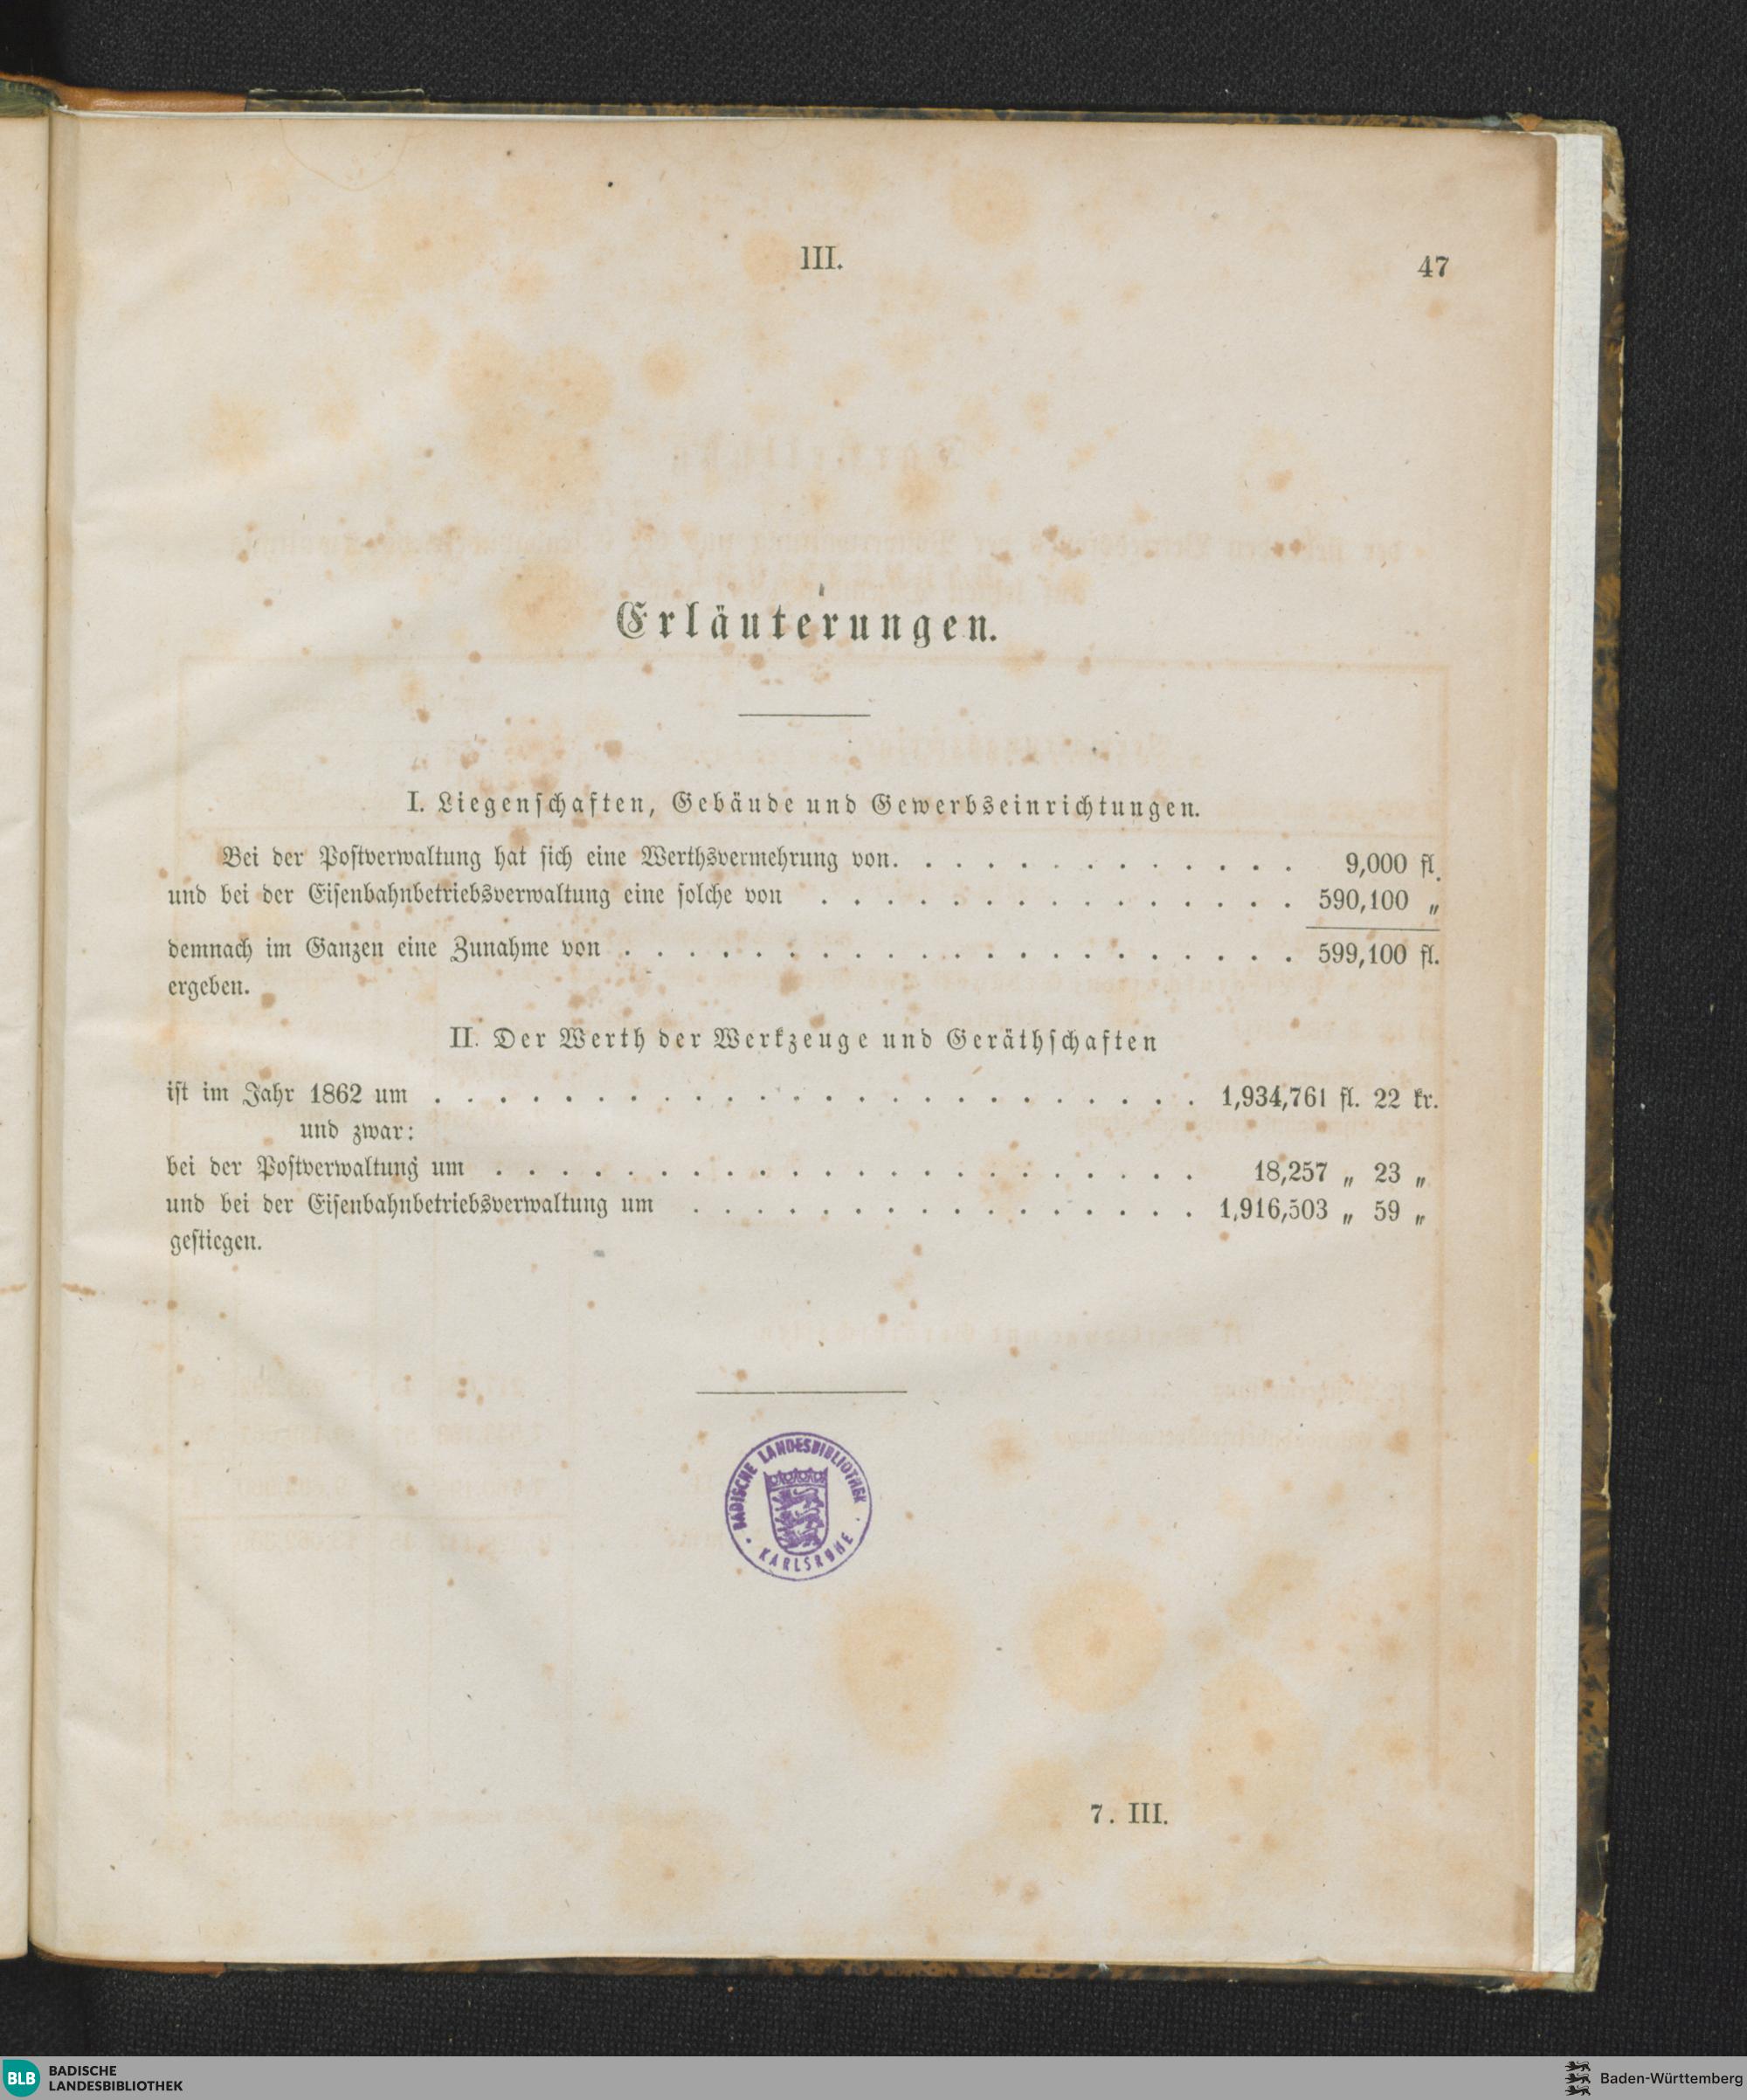 III.
47
Erläuterungen.
I. Liegenschaften, Gebäude und Gewerbseinrichtungen.
Bei der Postverwaltung hat sich eine Werthsvermehrung von. . . . . . . . . . . . . 9,000 fl.
und bei der Eisenbahnbetriebsverwaltung eine solche von . . . . . . . . . . . . . . . 590,100 „
demnach im Ganzen eine Zunahme von . . . . . . . . . . . . . . . . . . . . . 599,100 fl.
ergeben.
II. Der Werth der Werkzeuge und Geräthschaften
ist im Jahr 1862 um . . . . . . . . . . . . . . . . . . . . . . . . 1,934,761 fl. 22 kr.
und zwar:
bei der Postverwaltung um . . . . . . . . . . . . . . . . . . . . . . 18,257 „ 23 „
und bei der Eisenbahnbetriebsverwaltung um . . . . . . . . . . . . . . . . 1,916,503 „ 59 „
gestiegen.
BADISCHE LANDESBIBLIOTHEK
· KARLSRUHE ·
7. III.
BLB BADISCHE
LANDESBIBLIOTHEK
Baden-Württemberg